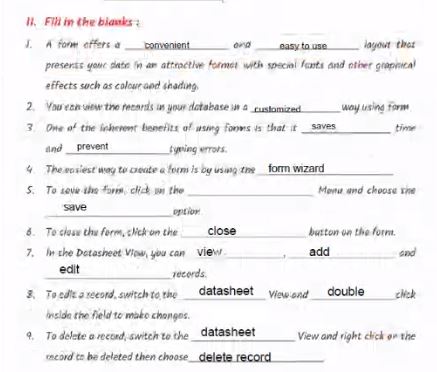 II. Fill in the blanks :
1. A form offers a convenient and easy to use layout that
presents your data in an attractive format with special fonts and other graphical
effects such as colour and shading.
2. You can view the records in your database in a customized way using form
3. One of the inherent benefits of using forms is that it saves time
and prevent typing errors.
4. The easiest way to create a form is by using the form wizard
5. To save the form, click on the ____ Menu and choose the
save option
6. To close the form, click on the close button on the form.
7. In the Datasheet View, you can view , add and
edit records.
8. To edit a record, switch to the datasheet View and double click
inside the field to make changes.
9. To delete a record, switch to the datasheet View and right click on the
record to be deleted then choose delete record